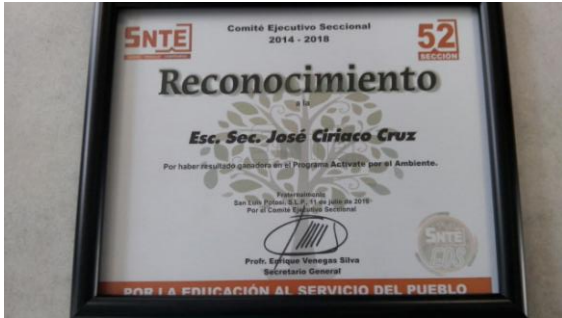 SNTE
Comité Ejecutivo Seccional
2014 - 2018
52
SECCIÓN
Reconocimiento
a la
Esc. Sec. José Ciriaco Cruz
Por haber resultado ganadora en el Programa Actívate por el Ambiente.
Fraternalmente
San Luis Potosí, S.L.P., 11 de julio de
Por el Comité Ejecutivo Seccional
Profr. Enrique Venegas Silva
Secretario General
SNTE
POR LA EDUCACIÓN AL SERVICIO DEL PUEBLO